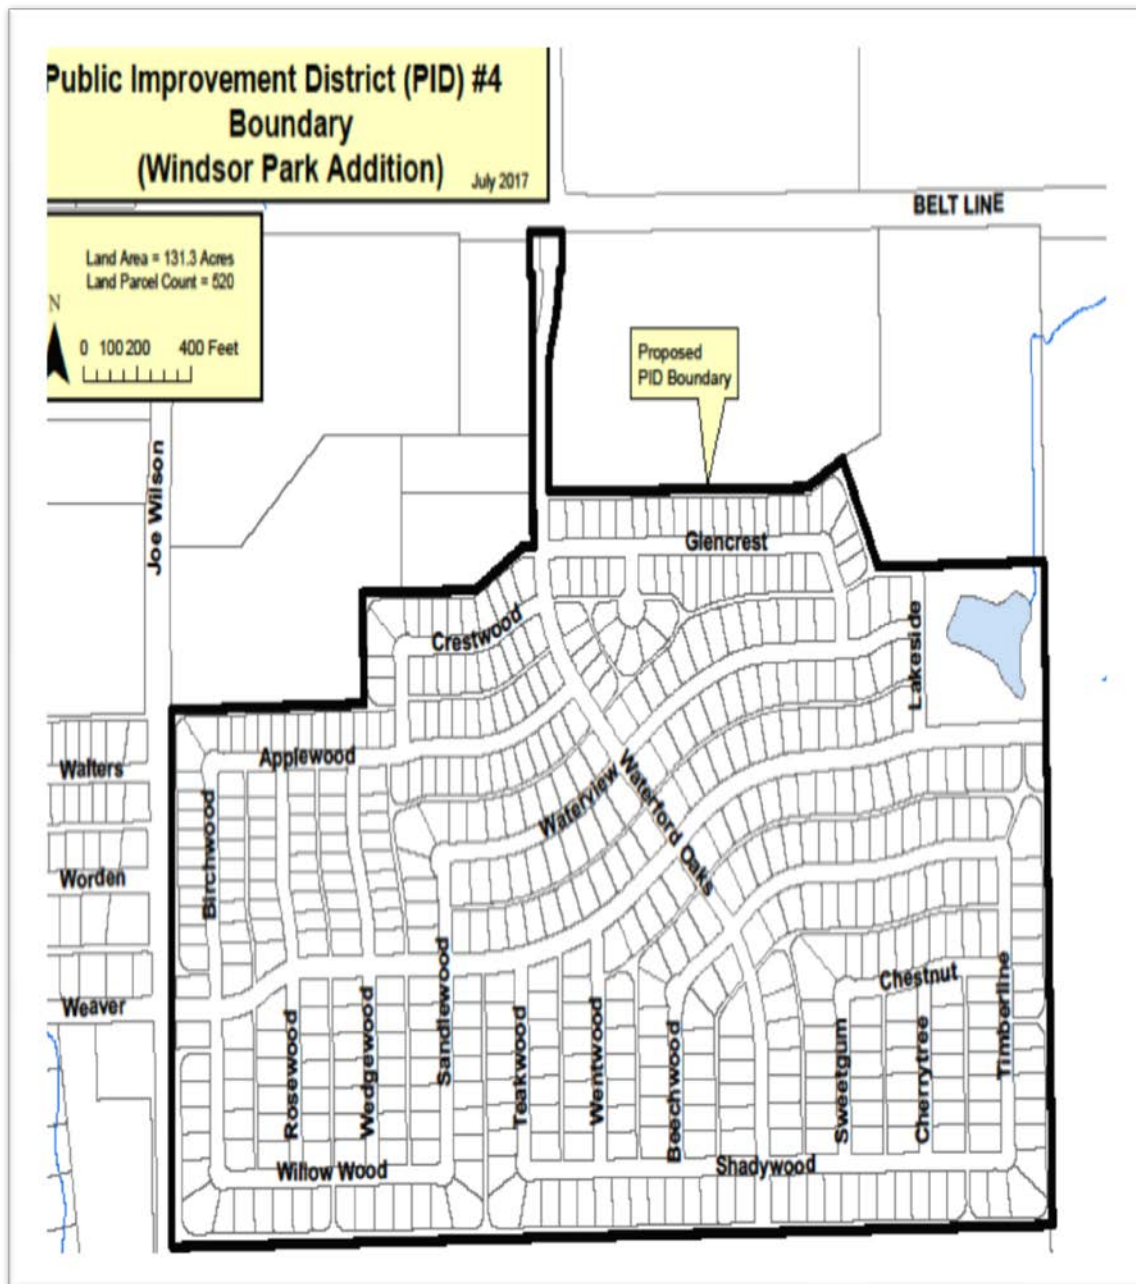 Public Improvement District (PID) #4
Boundary
(Windsor Park Addition)
July 2017
BELT LINE
Land Area = 131.3 Acres
Land Parcel Count = 520
N
0 100 200 400 Feet
Proposed
PID Boundary
Joe Wilson
Glencrest
Crestwood
Lakeside
Applewood
Walters
Waterview
Waterford Oaks
Birchwood
Worden
Weaver
Chestnut
Rosewood
Wedgewood
Sandlewood
Teakwood
Wentwood
Beechwood
Sweetgum
Cherrytree
Timberline
Willow Wood
Shadywood